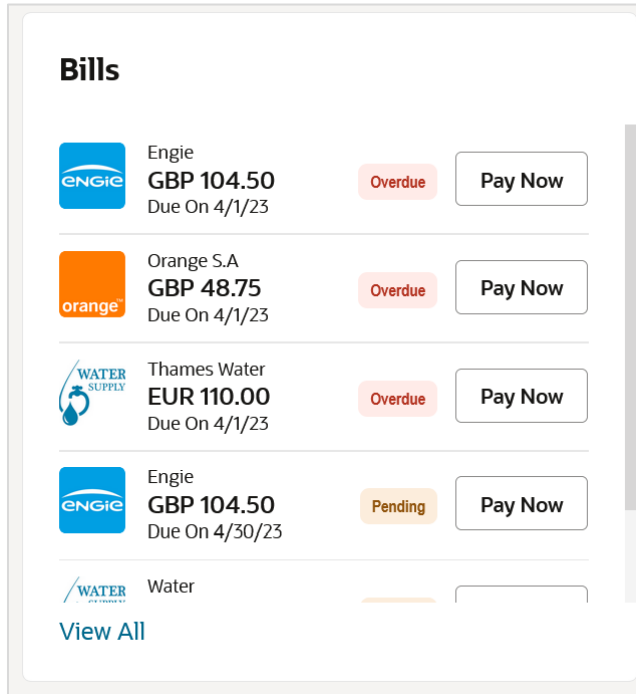 Bills
ENGIE
Engie
GBP 104.50
Due On 4/1/23
Overdue
Pay Now
orange™
Orange S.A
GBP 48.75
Due On 4/1/23
Overdue
Pay Now
WATER
SUPPLY
Thames Water
EUR 110.00
Due On 4/1/23
Overdue
Pay Now
ENGIE
Engie
GBP 104.50
Due On 4/30/23
Pending
Pay Now
WATER
Water
View All